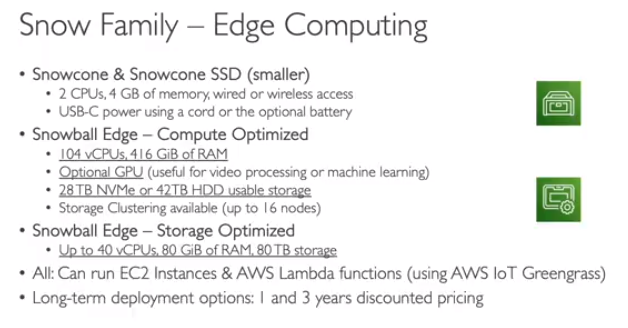 Snow Family – Edge Computing
• Snowcone & Snowcone SSD (smaller)
• 2 CPUs, 4 GB of memory, wired or wireless access
• USB-C power using a cord or the optional battery
• Snowball Edge – Compute Optimized
• 104 vCPUs, 416 GiB of RAM
• Optional GPU (useful for video processing or machine learning)
• 28 TB NVMe or 42TB HDD usable storage
• Storage Clustering available (up to 16 nodes)
• Snowball Edge – Storage Optimized
• Up to 40 vCPUs, 80 GiB of RAM, 80 TB storage
• All: Can run EC2 Instances & AWS Lambda functions (using AWS IoT Greengrass)
• Long-term deployment options: 1 and 3 years discounted pricing